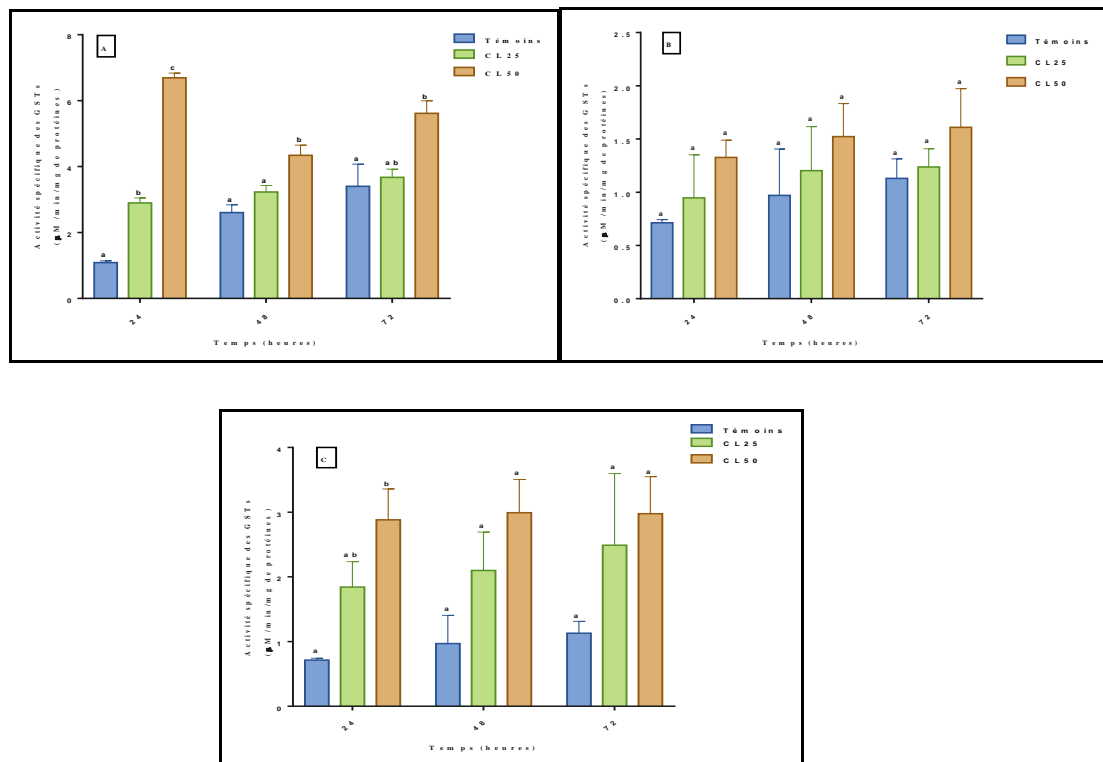 A
Témoins
CL25
CL50
Activité spécifique des GSTs
(µM/min/mg de protéines)
8
6
4
2
0
a
b
c
a
a
b
a
ab
b
24
48
72
Temps (heures)
B
Témoins
CL25
CL50
Activité spécifique des GSTs
(µM/min/mg de protéines)
2.5
2.0
1.5
1.0
0.5
0.0
a
a
a
a
a
a
a
a
a
24
48
72
Temps (heures)
C
Témoins
CL25
CL50
Activité spécifique des GSTs
(µM/min/mg de protéines)
4
3
2
1
0
a
ab
b
a
a
a
a
a
a
24
48
72
Temps (heures)